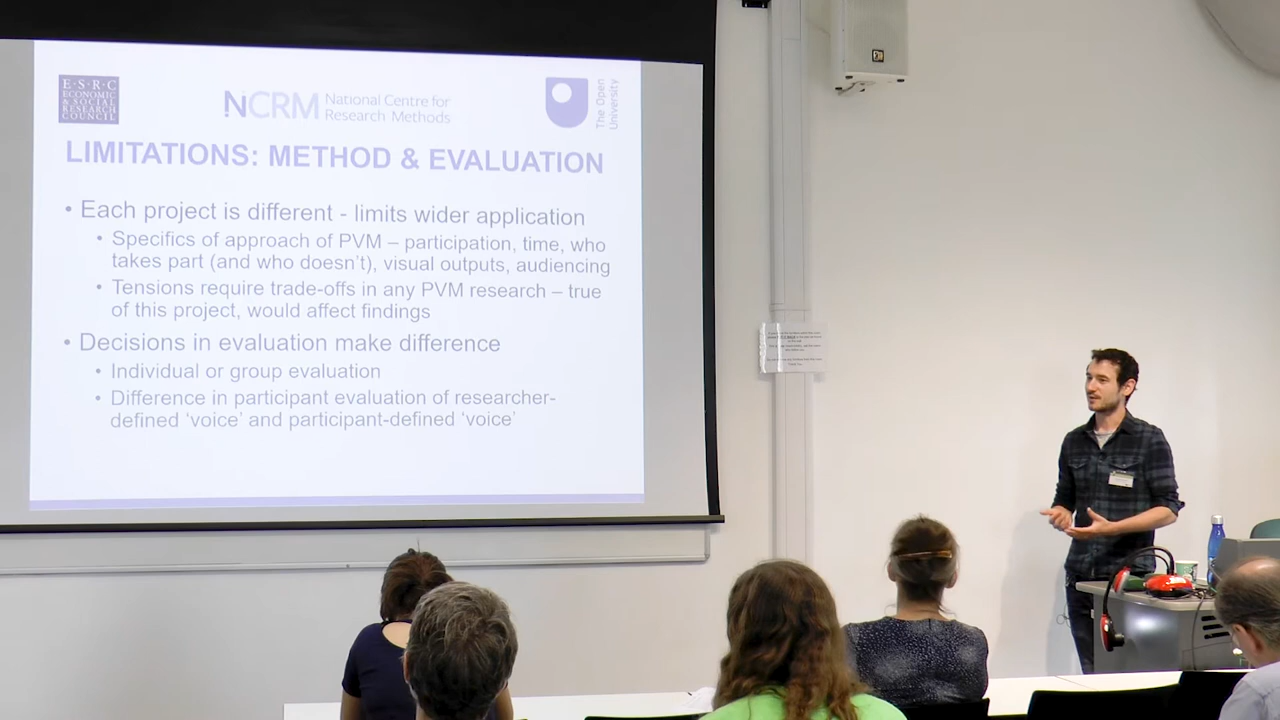 E·S·R·C
ECONOMIC
& SOCIAL
RESEARCH
COUNCIL
NCRM National Centre for
Research Methods
The Open
University
LIMITATIONS: METHOD & EVALUATION
• Each project is different - limits wider application
• Specifics of approach of PVM – participation, time, who
takes part (and who doesn't), visual outputs, audiencing
• Tensions require trade-offs in any PVM research – true
of this project, would affect findings
• Decisions in evaluation make difference
• Individual or group evaluation
• Difference in participant evaluation of researcher-
defined 'voice' and participant-defined 'voice'